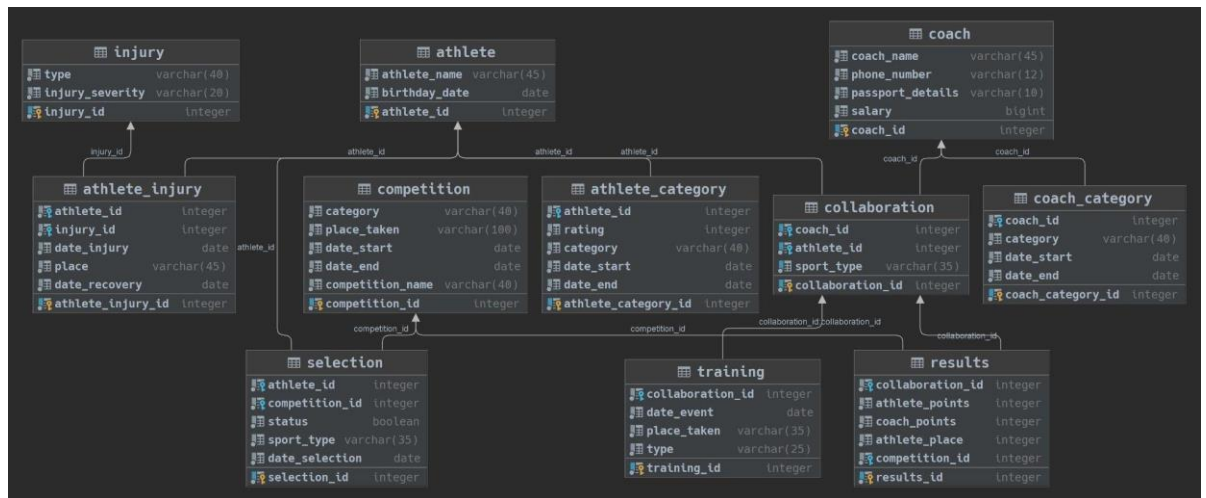 injury
type varchar(40)
injury_severity varchar(20)
injury_id integer
athlete
athlete_name varchar(45)
birthday_date date
athlete_id integer
coach
coach_name varchar(45)
phone_number varchar(12)
passport_details varchar(10)
salary bigint
coach_id integer
injury_id
athlete_id
athlete_id
athlete_id
coach_id
coach_id
athlete_injury
athlete_id integer
injury_id integer
date_injury date
place varchar(45)
date_recovery date
athlete_injury_id integer
athlete_id
competition
category varchar(40)
place_taken varchar(100)
date_start date
date_end date
competition_name varchar(40)
competition_id integer
athlete_category
athlete_id integer
rating integer
category varchar(40)
date_start date
date_end date
athlete_category_id integer
collaboration
coach_id integer
athlete_id integer
sport_type varchar(35)
collaboration_id integer
coach_category
coach_id integer
category varchar(40)
date_start date
date_end date
coach_category_id integer
competition_id
competition_id
collaboration_id
collaboration_id
collaboration_id
selection
athlete_id integer
competition_id integer
status boolean
sport_type varchar(35)
date_selection date
selection_id integer
training
collaboration_id integer
date_event date
place_taken varchar(35)
type varchar(25)
training_id integer
results
collaboration_id integer
athlete_points integer
coach_points integer
athlete_place integer
competition_id integer
results_id integer